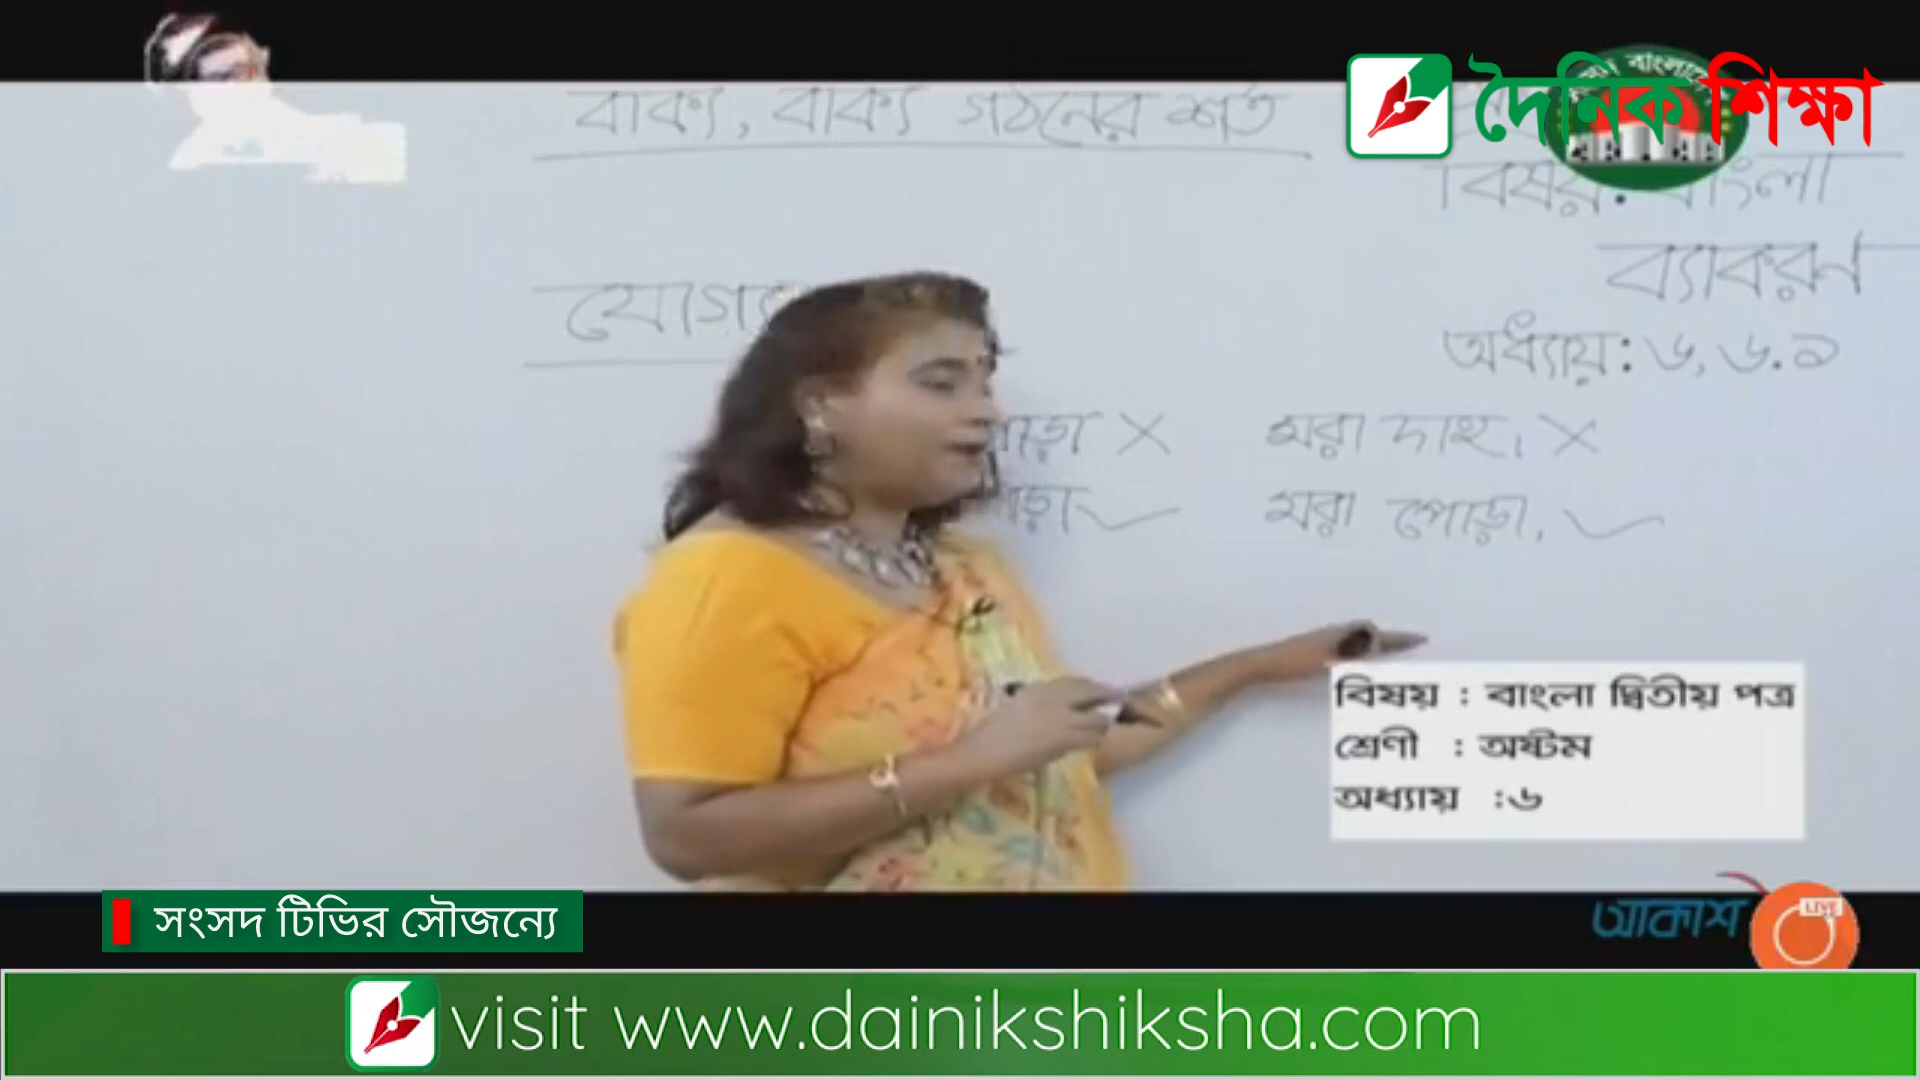 বাক্য, বাক্য গঠনের শর্ত
দৈনিক শিক্ষা
বিষয়: বাংলা
ব্যাকরণ
অধ্যায়: ৬, ৬.১
মরা দাহ। ×
মরা পোড়া. ✓
বিষয় : বাংলা দ্বিতীয় পত্র
শ্রেণী : অষ্টম
অধ্যায় :৬
সংসদ টিভির সৌজন্যে
আকাশ
LIVE
visit www.dainikshiksha.com